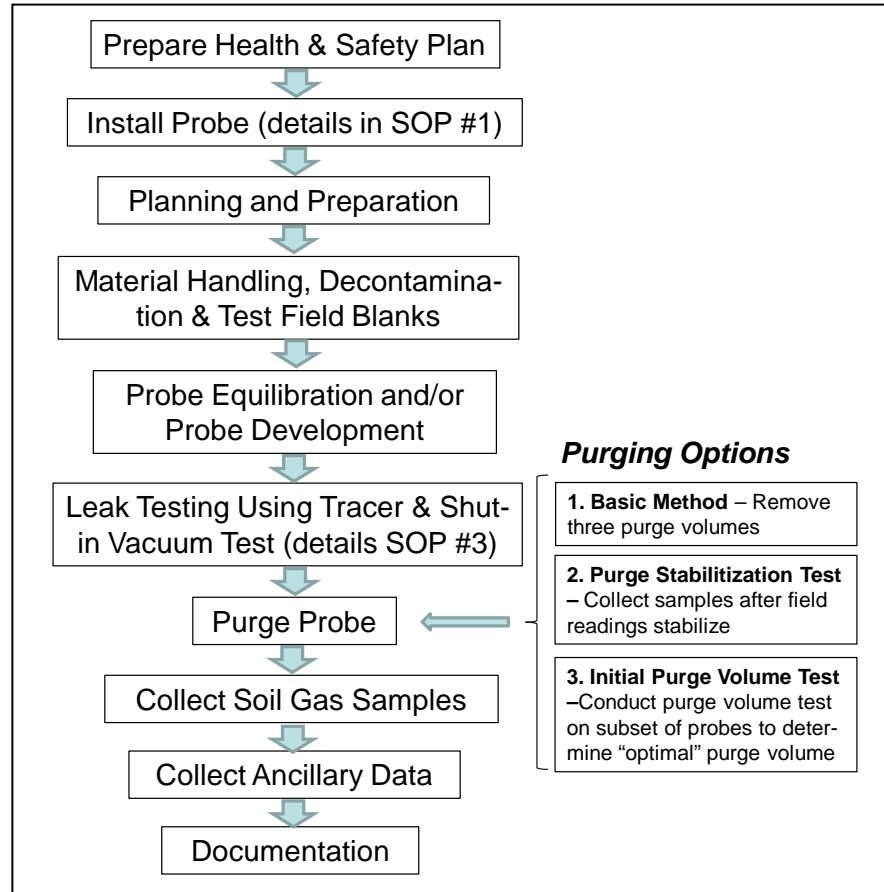 Prepare Health & Safety Plan
Install Probe (details in SOP #1)
Planning and Preparation
Material Handling, Decontamina-
tion & Test Field Blanks
Probe Equilibration and/or
Probe Development
Leak Testing Using Tracer & Shut-
in Vacuum Test (details SOP #3)
Purge Probe
Collect Soil Gas Samples
Collect Ancillary Data
Documentation
Purging Options
1. Basic Method – Remove
three purge volumes
2. Purge Stabilitization Test
– Collect samples after field
readings stabilize
3. Initial Purge Volume Test
–Conduct purge volume test
on subset of probes to deter-
mine “optimal” purge volume